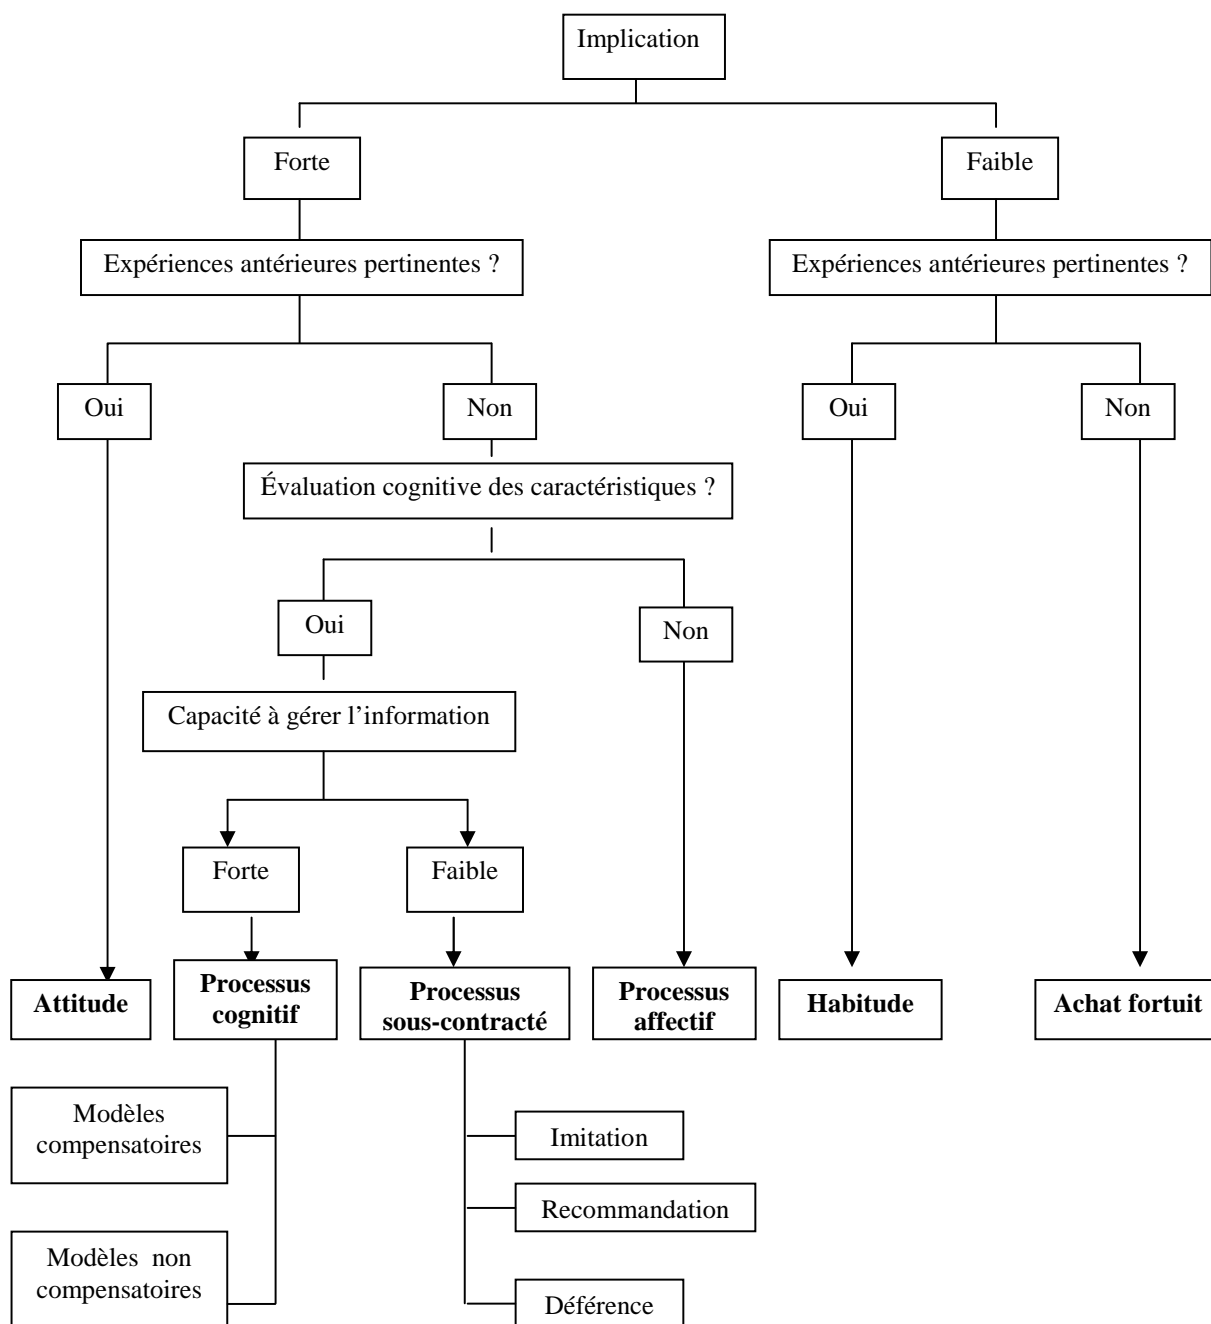 Implication
Forte
Faible
Expériences antérieures pertinentes ?
Expériences antérieures pertinentes ?
Oui
Non
Oui
Non
Évaluation cognitive des caractéristiques ?
Oui
Non
Capacité à gérer l’information
Forte
Faible
Attitude
Processus
cognitif
Processus
sous-contracté
Processus
affectif
Habitude
Achat fortuit
Modèles
compensatoires
Imitation
Recommandation
Modèles non
compensatoires
Déférence